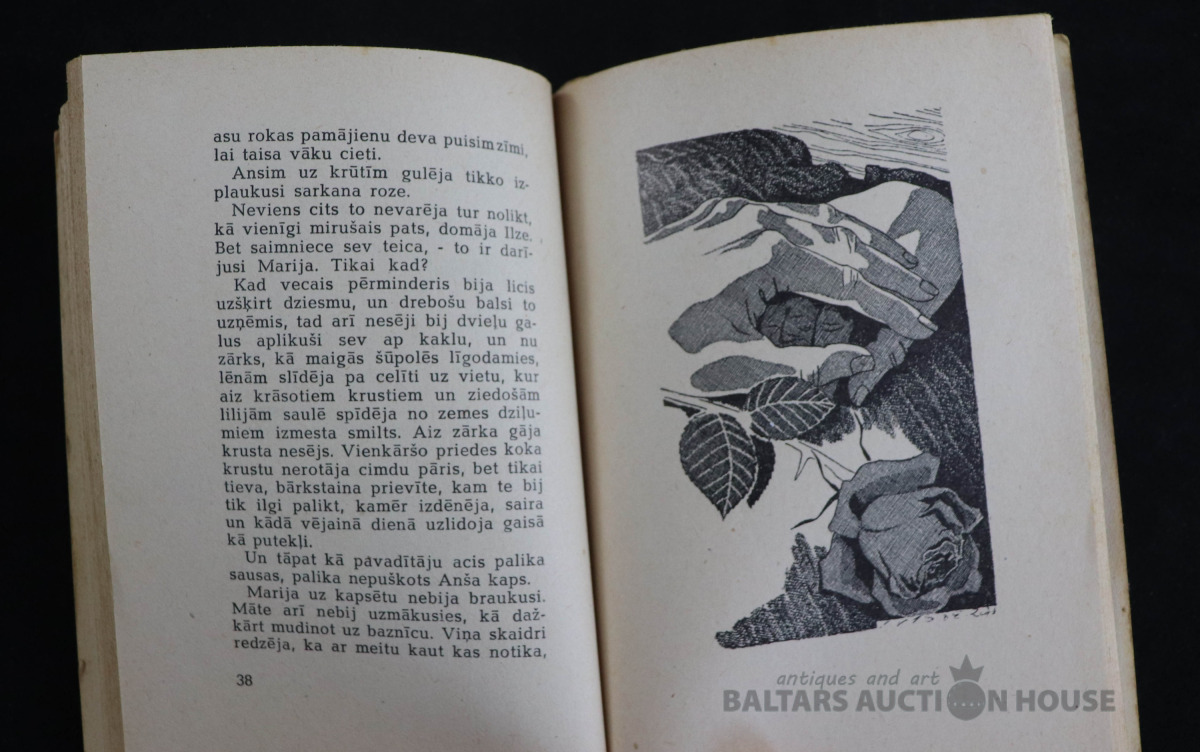 asu rokas pamājienu deva puisim zīmi,
lai taisa vāku cieti.
Ansim uz krūtīm gulēja tikko iz-
plaukusi sarkana roze.
Neviens cits to nevarēja tur nolikt,
kā vienīgi mirušais pats, domāja Ilze.
Bet saimniece sev teica, - to ir darī-
jusi Marija. Tikai kad?
Kad vecais pērminderis bija licis
uzšķirt dziesmu, un drebošu balsi to
uzņēmis, tad arī nesēji bij dvieļu ga-
lus aplikuši sev ap kaklu, un nu
zārks, kā maigās šūpolēs līgodamies,
lēnām slīdēja pa celīti uz vietu, kur
aiz krāsotiem krustiem un ziedošām
lilijām saulē spīdēja no zemes dziļu-
miem izmesta smilts. Aiz zārka gāja
krusta nesējs. Vienkāršo priedes koka
krustu nerotāja cimdu pāris, bet tikai
tieva, bārkstaina prievīte, kam te bij
tik ilgi palikt, kamēr izdēnēja, saira
un kādā vējainā dienā uzlidoja gaisā
kā putekļi.
Un tāpat kā pavadītāju acis palika
sausas, palika nepuškots Anša kaps.
Marija uz kapsētu nebija braukusi.
Māte arī nebij uzmākusies, kā daž-
kārt mudinot uz baznīcu. Viņa skaidri
redzēja, ka ar meitu kaut kas notika,
38
antiques and art
BALTARS AUCTION HOUSE